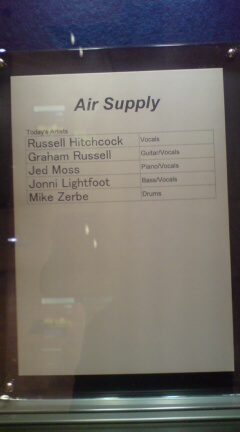 Air Supply
Today's Artists
Russell Hitchcock Vocals
Graham Russell Guitar/Vocals
Jed Moss Piano/Vocals
Jonni Lightfoot Bass/Vocals
Mike Zerbe Drums